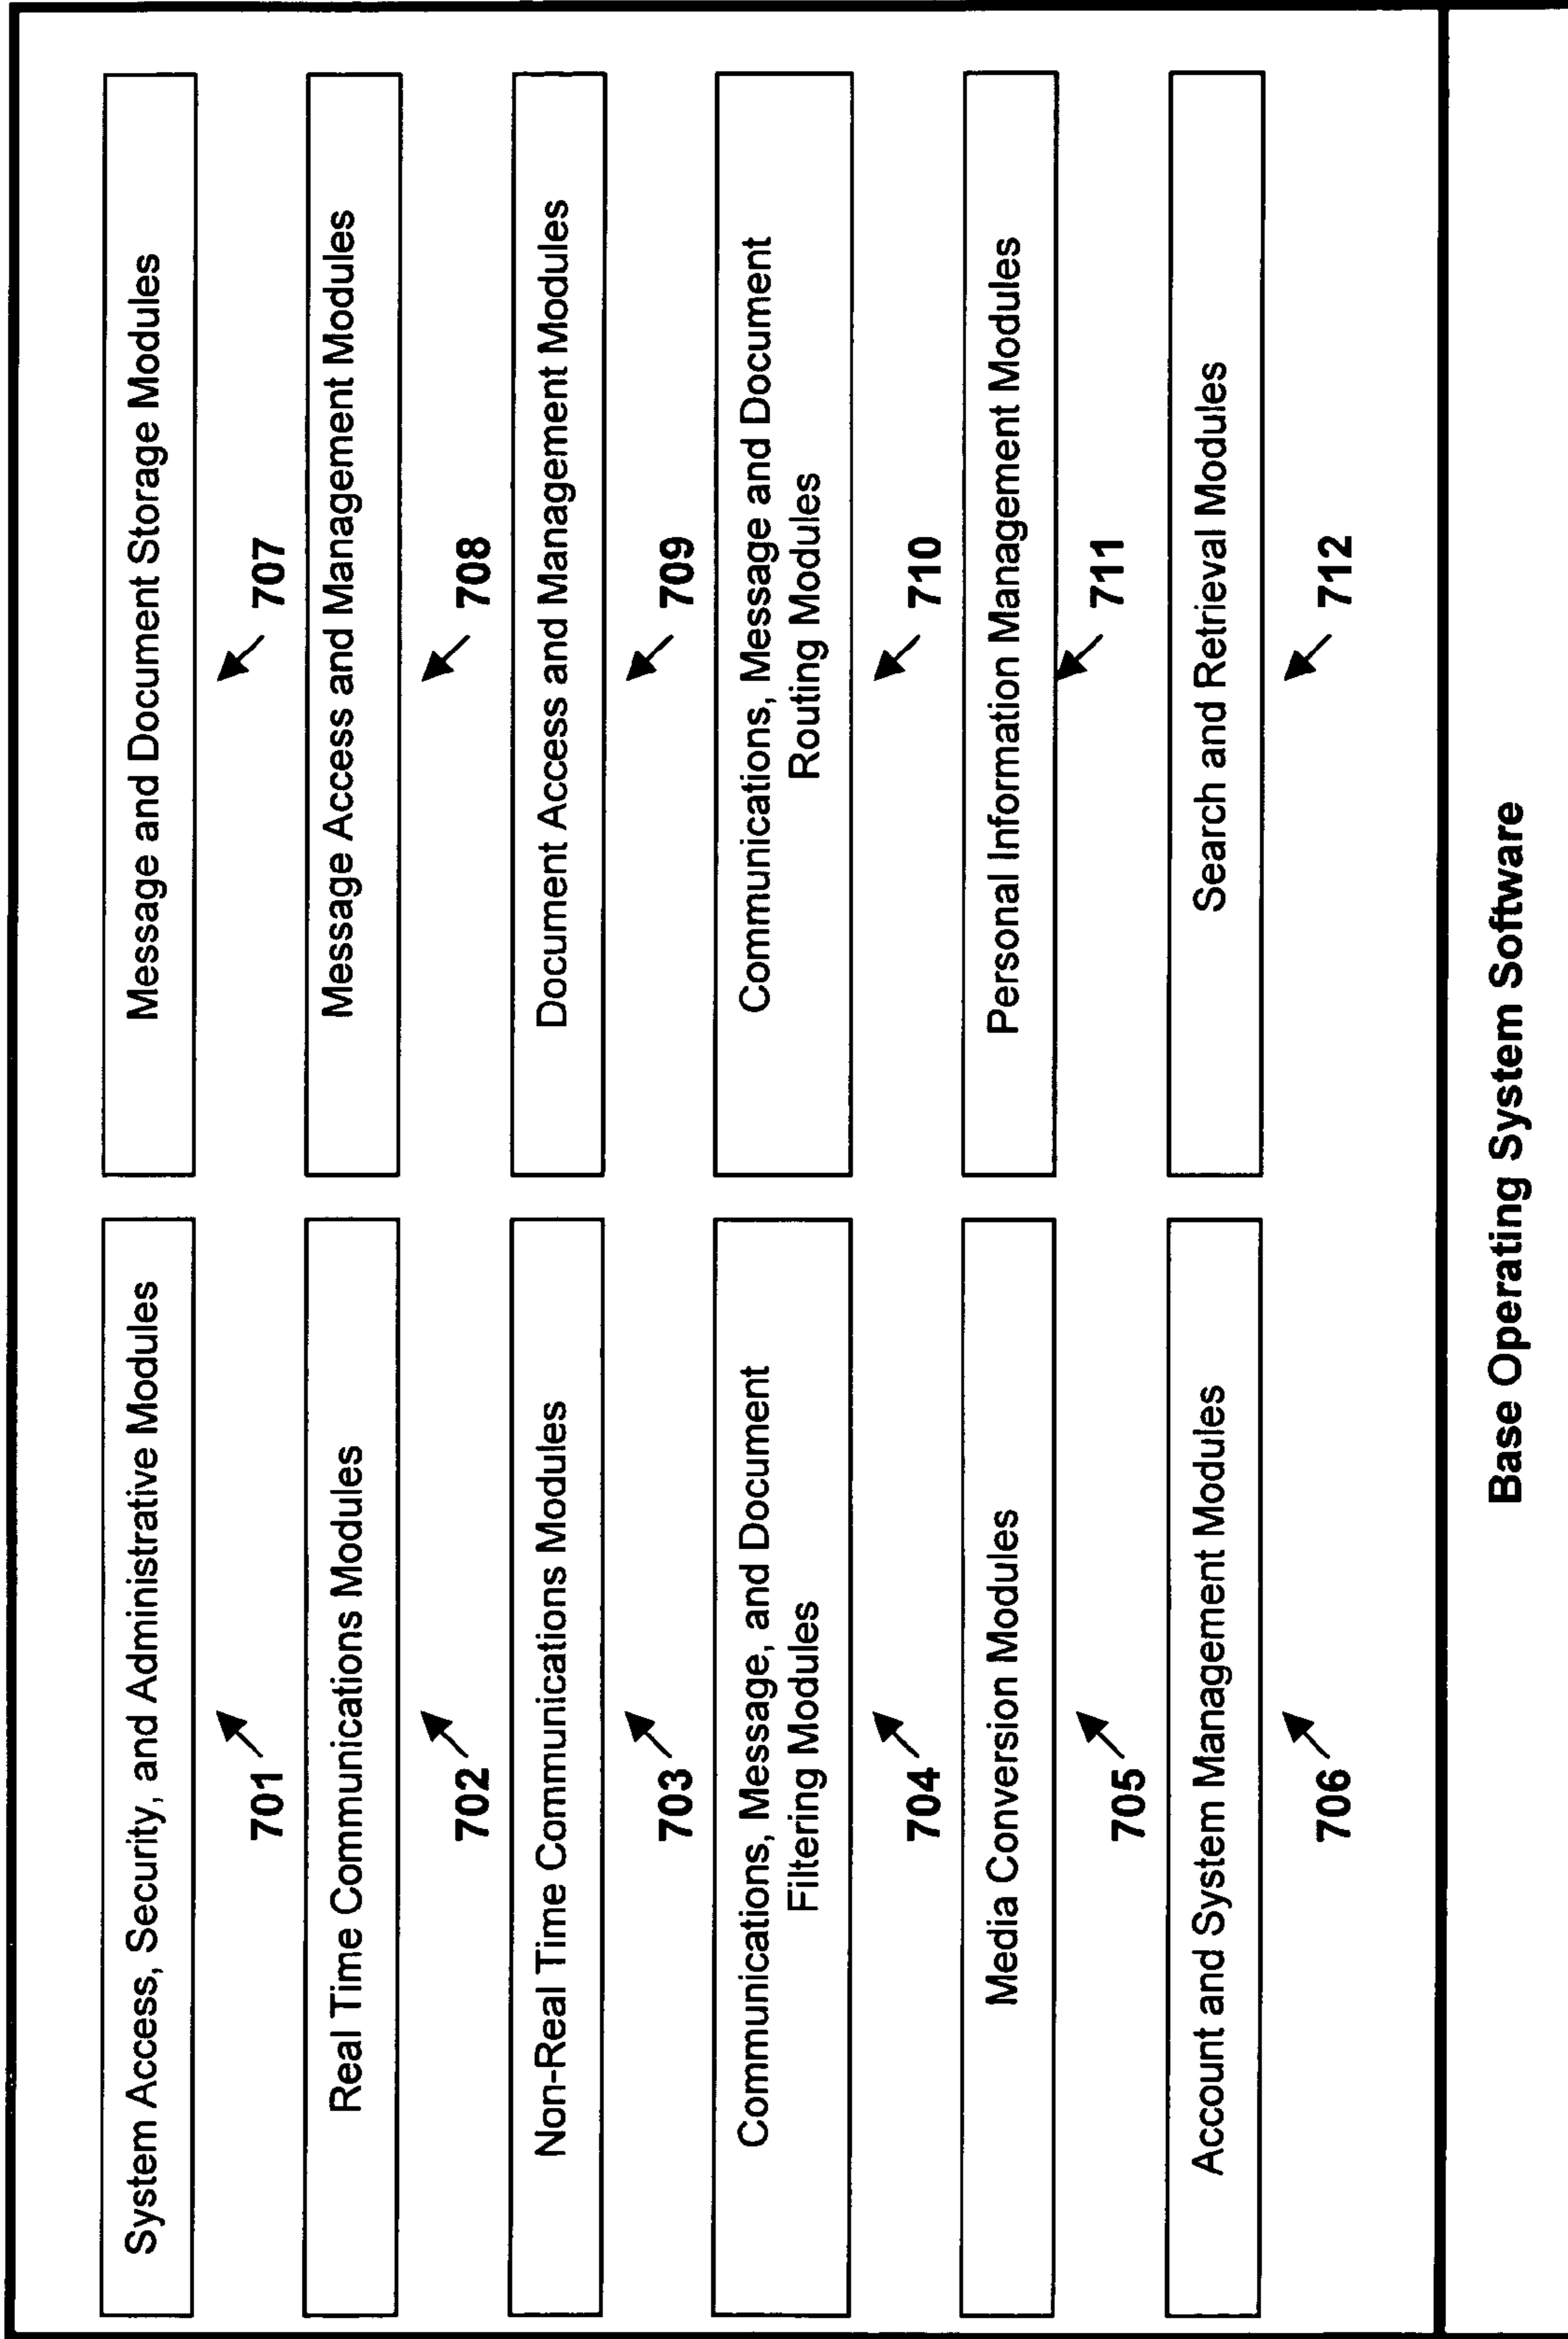 System Access, Security, and Administrative Modules
701
Real Time Communications Modules
702
Non-Real Time Communications Modules
703
Communications, Message, and Document
Filtering Modules
704
Media Conversion Modules
705
Account and System Management Modules
706
Message and Document Storage Modules
707
Message Access and Management Modules
708
Document Access and Management Modules
709
Communications, Message and Document
Routing Modules
710
Personal Information Management Modules
711
Search and Retrieval Modules
712
Base Operating System Software